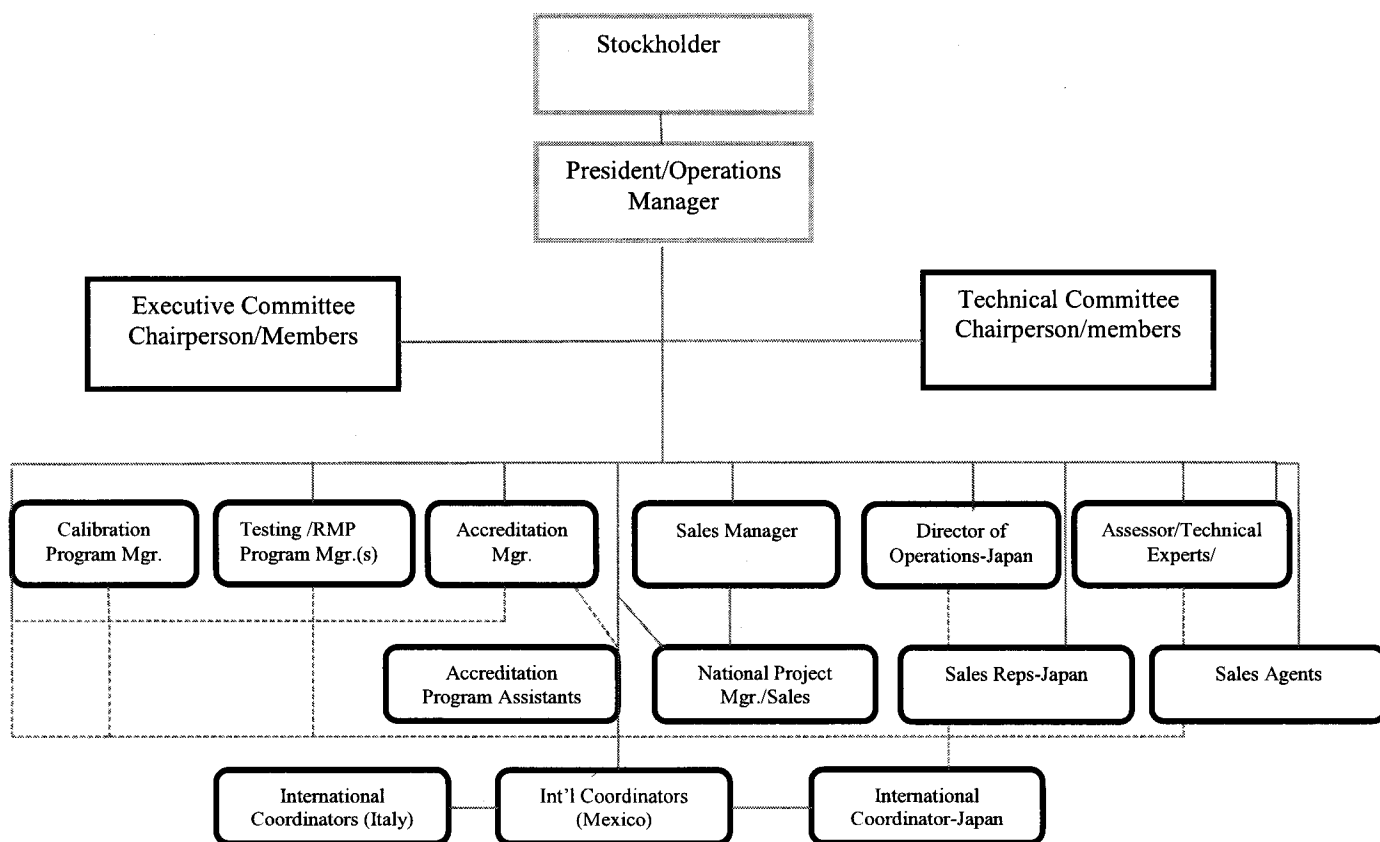 Stockholder
President/Operations
Manager
Executive Committee
Chairperson/Members
Technical Committee
Chairperson/members
Calibration
Program Mgr.
Testing /RMP
Program Mgr.(s)
Accreditation
Mgr.
Sales Manager
Director of
Operations-Japan
Assessor/Technical
Experts/
Accreditation
Program Assistants
National Project
Mgr./Sales
Sales Reps-Japan
Sales Agents
International
Coordinators (Italy)
Int'l Coordinators
(Mexico)
International
Coordinator-Japan